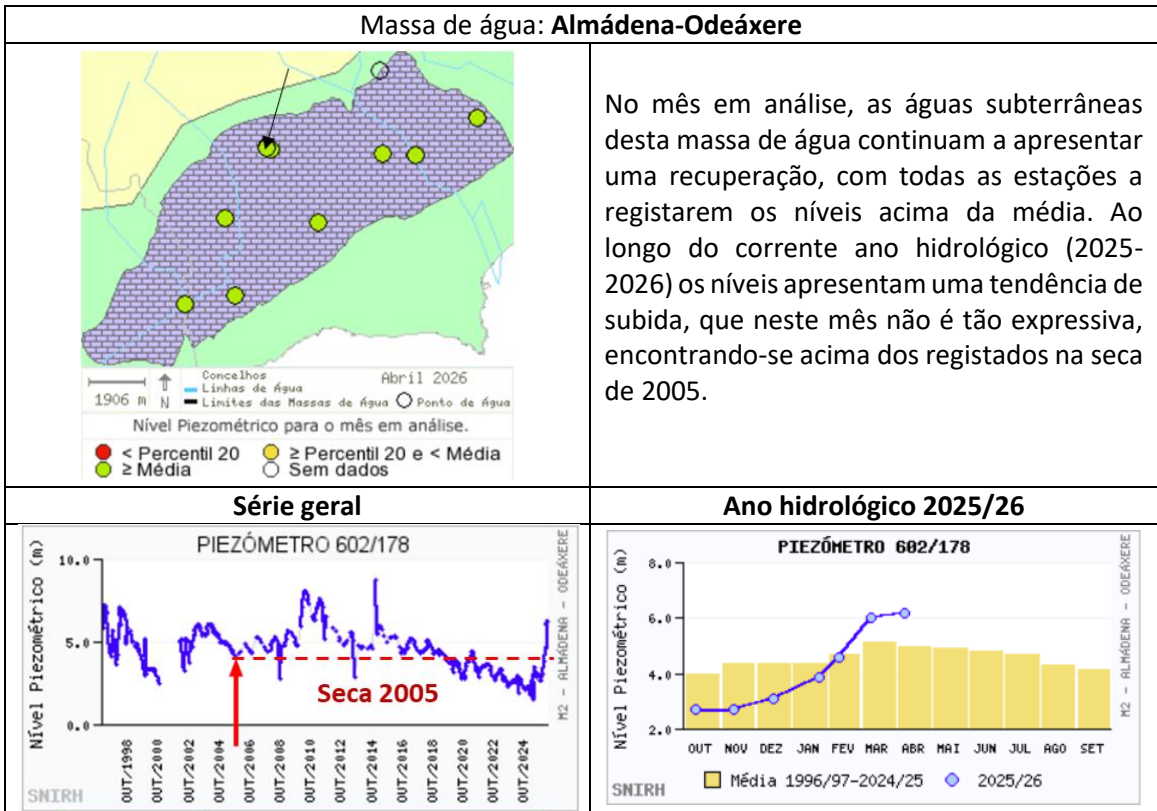 Massa de água: Almádena-Odeáxere
Concelhos
Linhas de Água
Limites das Massas de Água
Abril 2026
Ponto de Água
1906 m
N
Nível Piezométrico para o mês em análise.
< Percentil 20
≥ Percentil 20 e < Média
≥ Média
Sem dados
No mês em análise, as águas subterrâneas
desta massa de água continuam a apresentar
uma recuperação, com todas as estações a
registarem os níveis acima da média. Ao
longo do corrente ano hidrológico (2025-
2026) os níveis apresentam uma tendência de
subida, que neste mês não é tão expressiva,
encontrando-se acima dos registados na seca
de 2005.
Série geral
PIEZÓMETRO 602/178
Nível Piezométrico (m)
10.0
5.0
0.0
Seca 2005
OUT/1998
OUT/2000
OUT/2002
OUT/2004
OUT/2006
OUT/2008
OUT/2010
OUT/2012
OUT/2014
OUT/2016
OUT/2018
OUT/2020
OUT/2022
OUT/2024
M2 - ALMÁDENA - ODEÁXERE
SNIRH
Ano hidrológico 2025/26
PIEZÓMETRO 602/178
Nível Piezométrico (m)
8.0
6.0
4.0
2.0
OUT NOV DEZ JAN FEV MAR ABR MAI JUN JUL AGO SET
Média 1996/97-2024/25
2025/26
M2 - ALMÁDENA - ODEÁXERE
SNIRH